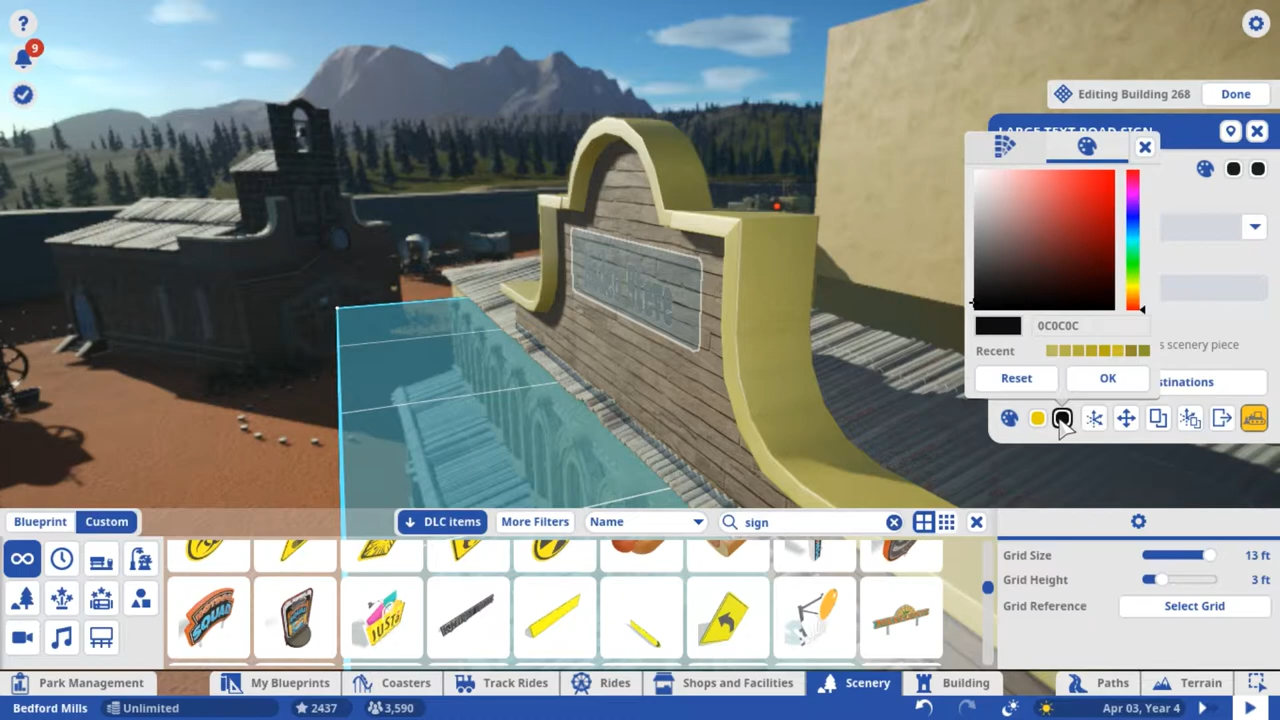 ?
9
Editing Building 268
Done
LARGE TEXT ROAD SIGN
0C0C0C
Recent
s scenery piece
Reset
OK
stinations
Blueprint
Custom
DLC items
More Filters
Name
sign
SQUAD
JUSTa
Grid Size
13 ft
Grid Height
3 ft
Grid Reference
Select Grid
Park Management
My Blueprints
Coasters
Track Rides
Rides
Shops and Facilities
Scenery
Building
Paths
Terrain
Bedford Mills
Unlimited
2437
3,590
Apr 03, Year 4